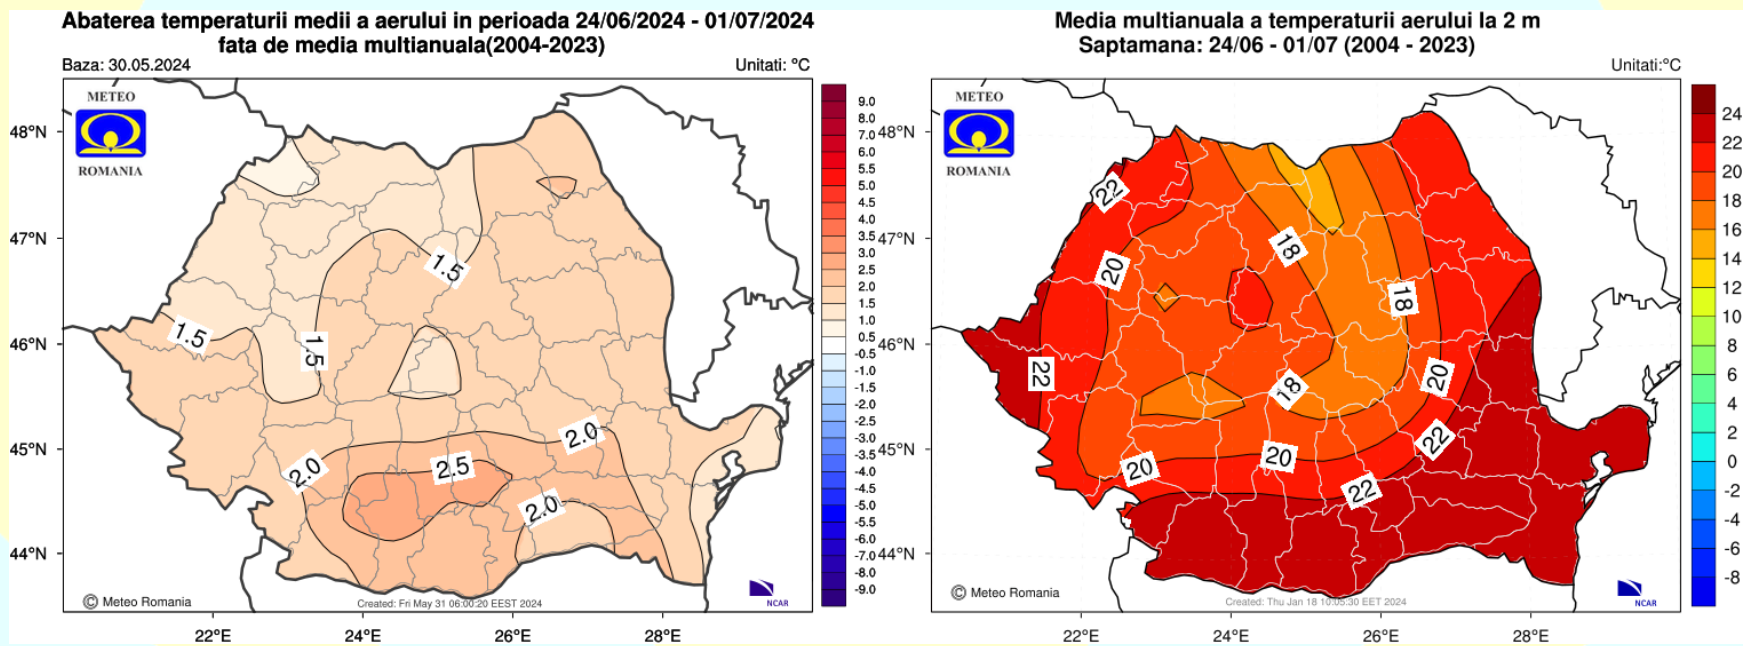 Abaterea temperaturii medii a aerului in perioada 24/06/2024 - 01/07/2024
fata de media multianuala(2004-2023)
Baza: 30.05.2024
Unitati: °C
METEO
ROMANIA
48°N
47°N
46°N
45°N
44°N
22°E
24°E
26°E
28°E
1.5
1.5
1.5
2.0
2.5
2.0
2.0
9.0
8.0
7.0
6.0
5.5
5.0
4.5
4.0
3.5
3.0
2.5
2.0
1.5
1.0
0.5
-0.5
-1.0
-1.5
-2.0
-2.5
-3.0
-3.5
-4.0
-4.5
-5.0
-5.5
-6.0
-7.0
-8.0
-9.0
© Meteo Romania
Created: Fri May 31 06:00:20 EEST 2024
NCAR
Media multianuala a temperaturii aerului la 2 m
Saptamana: 24/06 - 01/07 (2004 - 2023)
Unitati:°C
METEO
ROMANIA
48°N
47°N
46°N
45°N
44°N
22°E
24°E
26°E
28°E
22
18
20
18
22
20
18
22
20
20
22
24
22
20
18
16
14
12
10
8
6
4
2
0
-2
-4
-6
-8
© Meteo Romania
Created: Thu Jan 18 10:05:30 EET 2024
NCAR